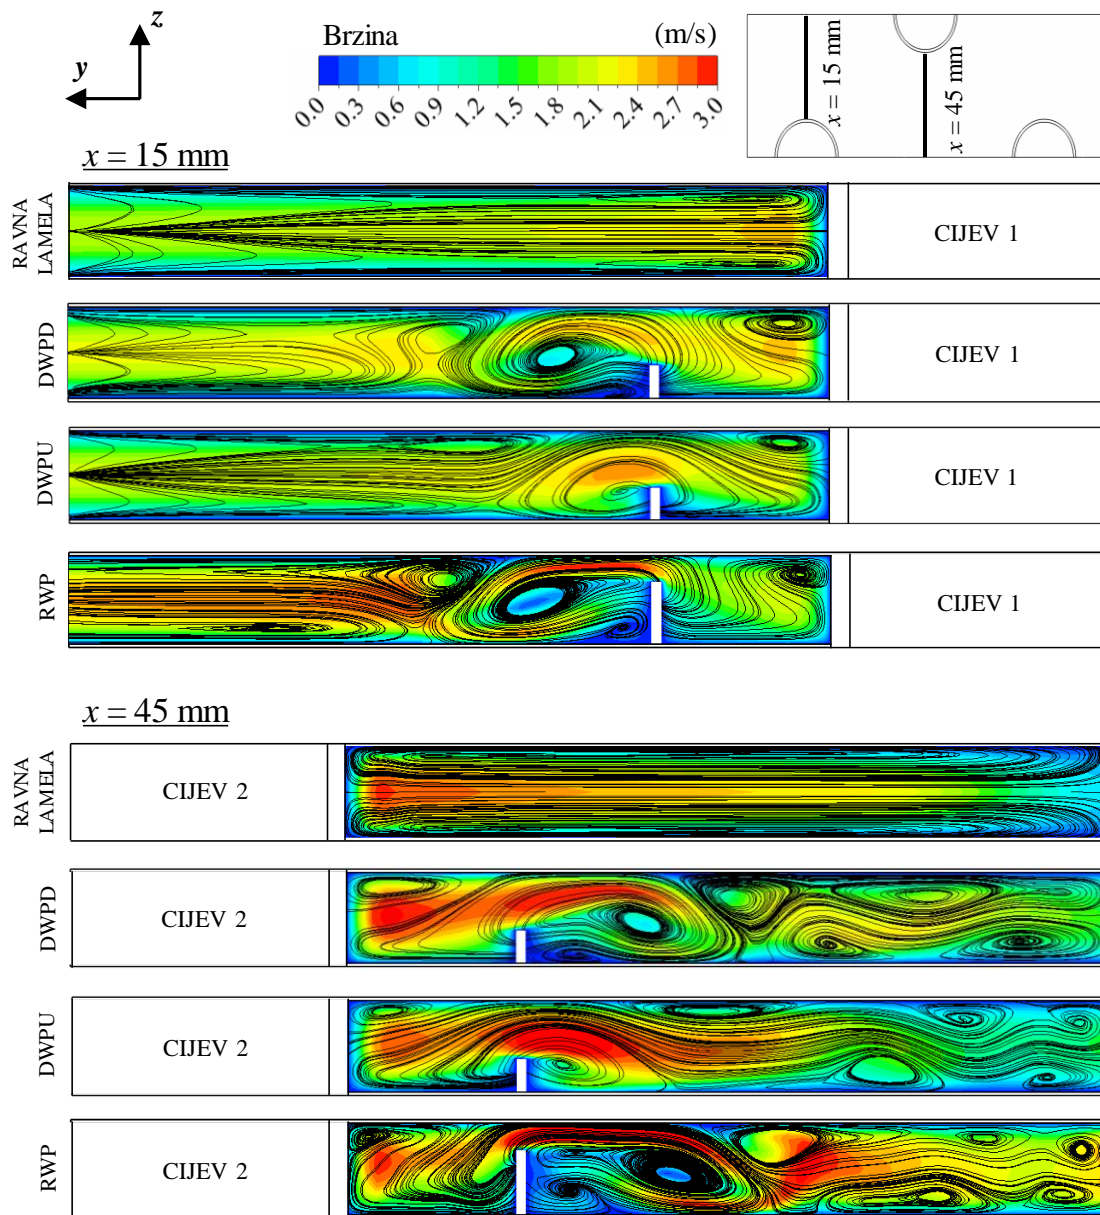 z
y
Brzina (m/s)
0.0 0.3 0.6 0.9 1.2 1.5 1.8 2.1 2.4 2.7 3.0
x = 15 mm
x = 45 mm
x = 15 mm
RAVNA
LAMELA
CIJEV 1
DWPD
CIJEV 1
DWPU
CIJEV 1
RWP
CIJEV 1
x = 45 mm
RAVNA
LAMELA
CIJEV 2
DWPD
CIJEV 2
DWPU
CIJEV 2
RWP
CIJEV 2